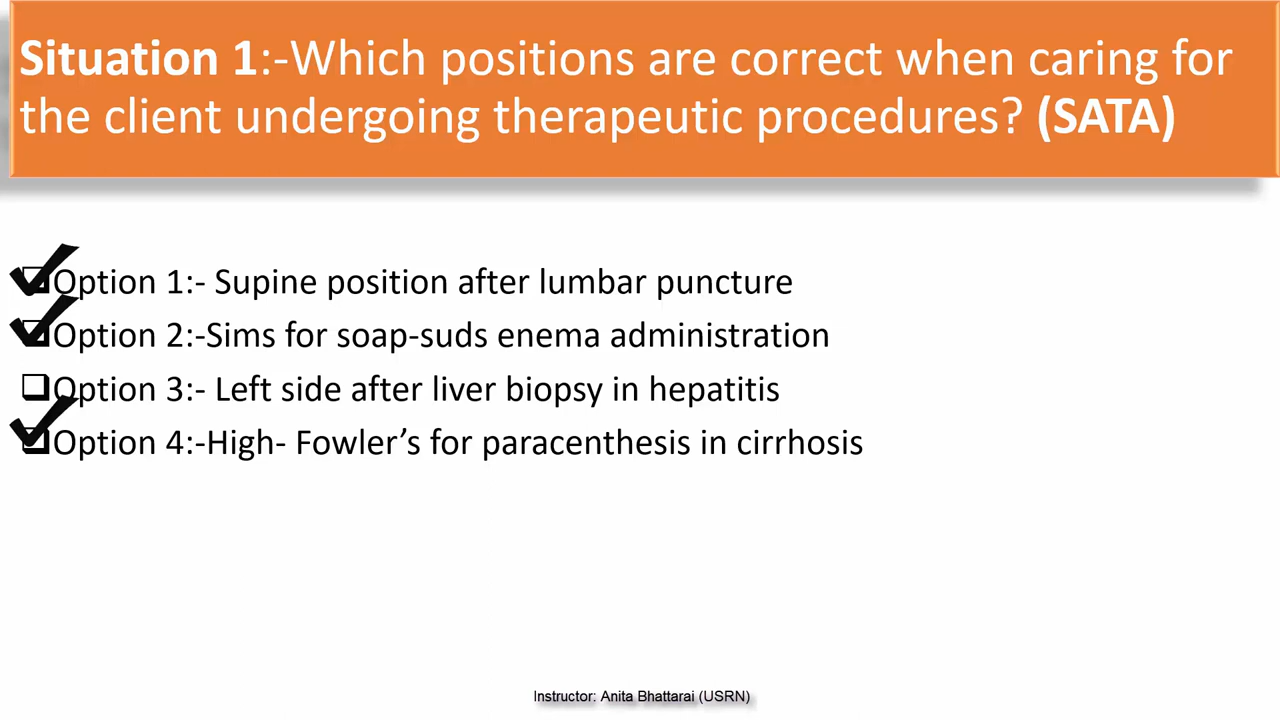 Situation 1:-Which positions are correct when caring for
the client undergoing therapeutic procedures? (SATA)
Option 1:- Supine position after lumbar puncture
Option 2:-Sims for soap-suds enema administration
Option 3:- Left side after liver biopsy in hepatitis
Option 4:-High- Fowler’s for paracenthesis in cirrhosis
Instructor: Anita Bhattarai (USRN)